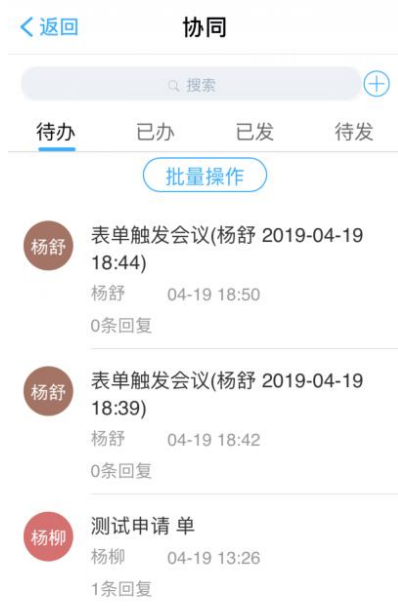 返回
协同
搜索
待办 已办 已发 待发
批量操作
杨舒
表单触发会议(杨舒 2019-04-19
18:44)
杨舒 04-19 18:50
0条回复
杨舒
表单触发会议(杨舒 2019-04-19
18:39)
杨舒 04-19 18:42
0条回复
杨柳
测试申请 单
杨柳 04-19 13:26
1条回复